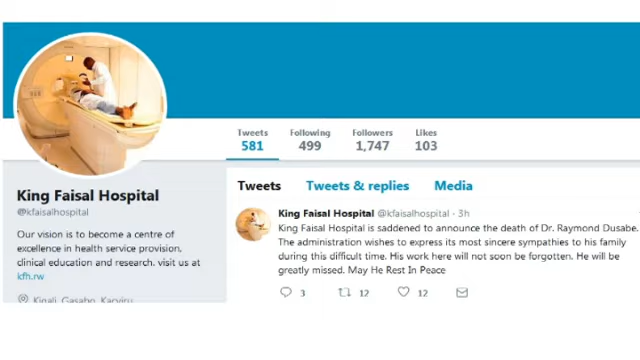 Tweets Following Followers Likes
581 499 1,747 103
King Faisal Hospital
@kfaisalhospital
Our vision is to become a centre of
excellence in health service provision,
clinical education and research. visit us at
kfh.rw
Kigali, Gasabo, Kacyiru
Tweets Tweets & replies Media
King Faisal Hospital @kfaisalhospital · 3h
King Faisal Hospital is saddened to announce the death of Dr. Raymond Dusabe.
The administration wishes to express its most sincere sympathies to his family
during this difficult time. His work here will not soon be forgotten. He will be
greatly missed. May He Rest In Peace
3 12 12